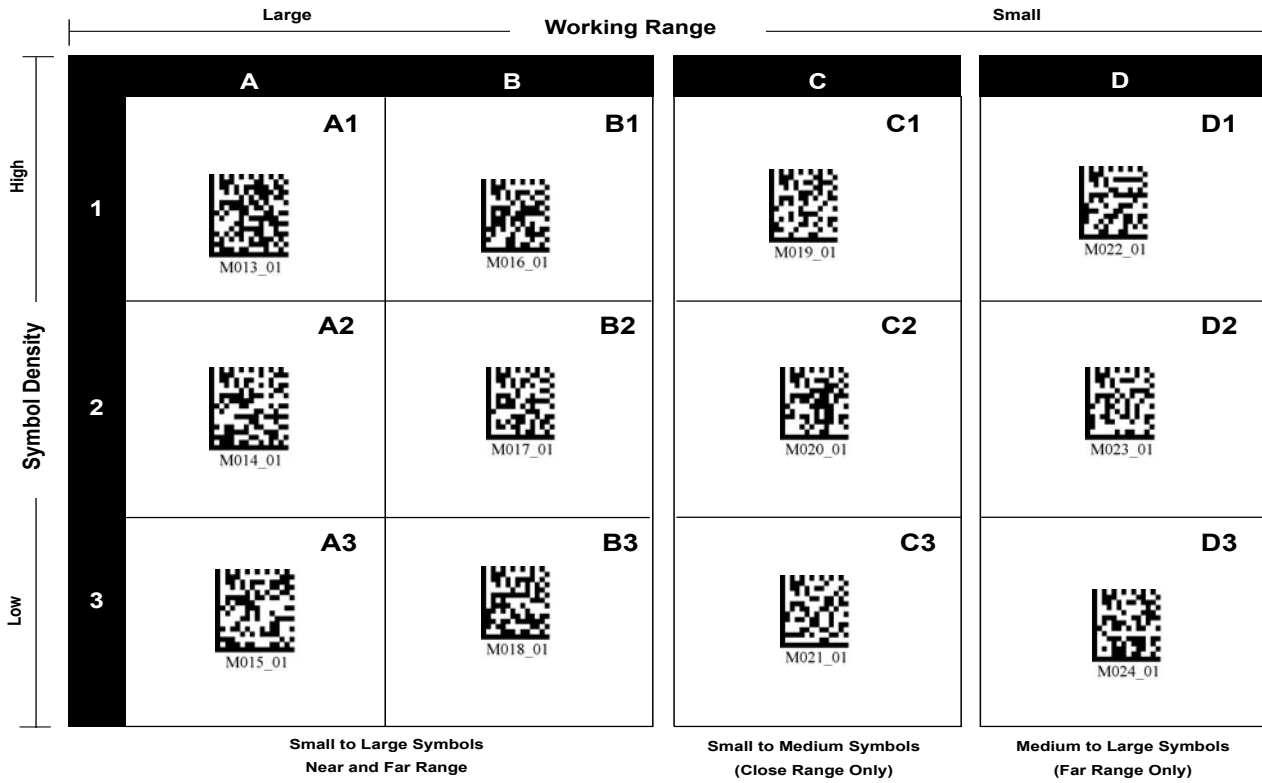 Large
Working Range
Small
A
B
C
D
High
Symbol Density
Low
1
A1
M013_01
B1
M016_01
C1
M019_01
D1
M022_01
2
A2
M014_01
B2
M017_01
C2
M020_01
D2
M023_01
3
A3
M015_01
B3
M018_01
C3
M021_01
D3
M024_01
Small to Large Symbols
Near and Far Range
Small to Medium Symbols
(Close Range Only)
Medium to Large Symbols
(Far Range Only)